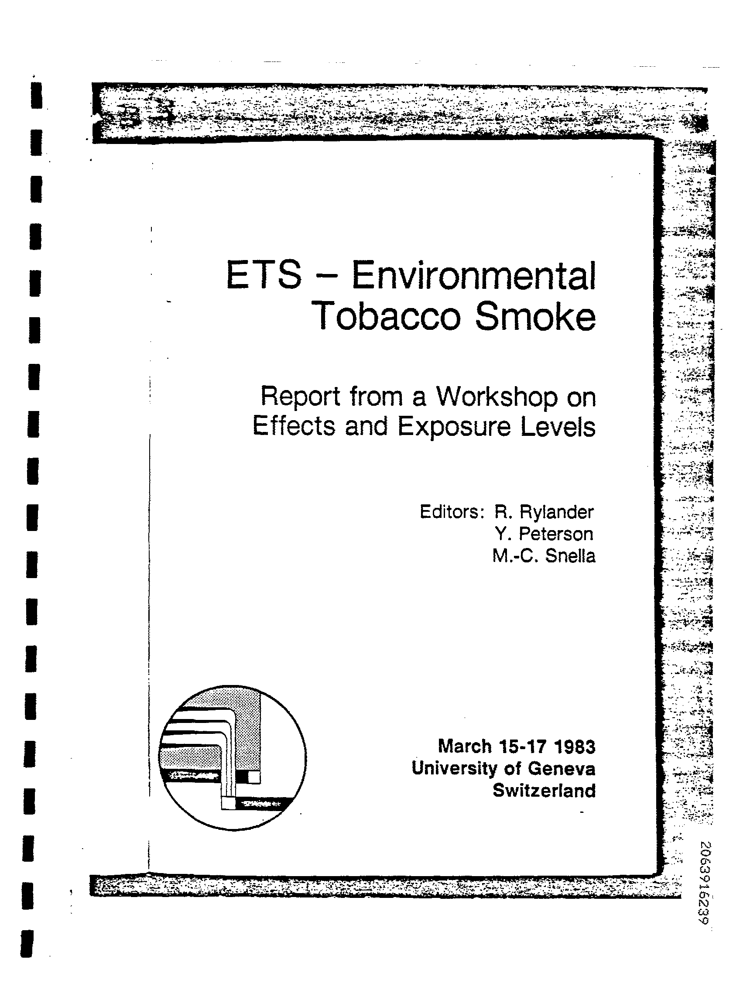 ETS – Environmental
Tobacco Smoke
Report from a Workshop on
Effects and Exposure Levels
Editors: R. Rylander
Y. Peterson
M.-C. Snella
March 15-17 1983
University of Geneva
Switzerland
2063916239